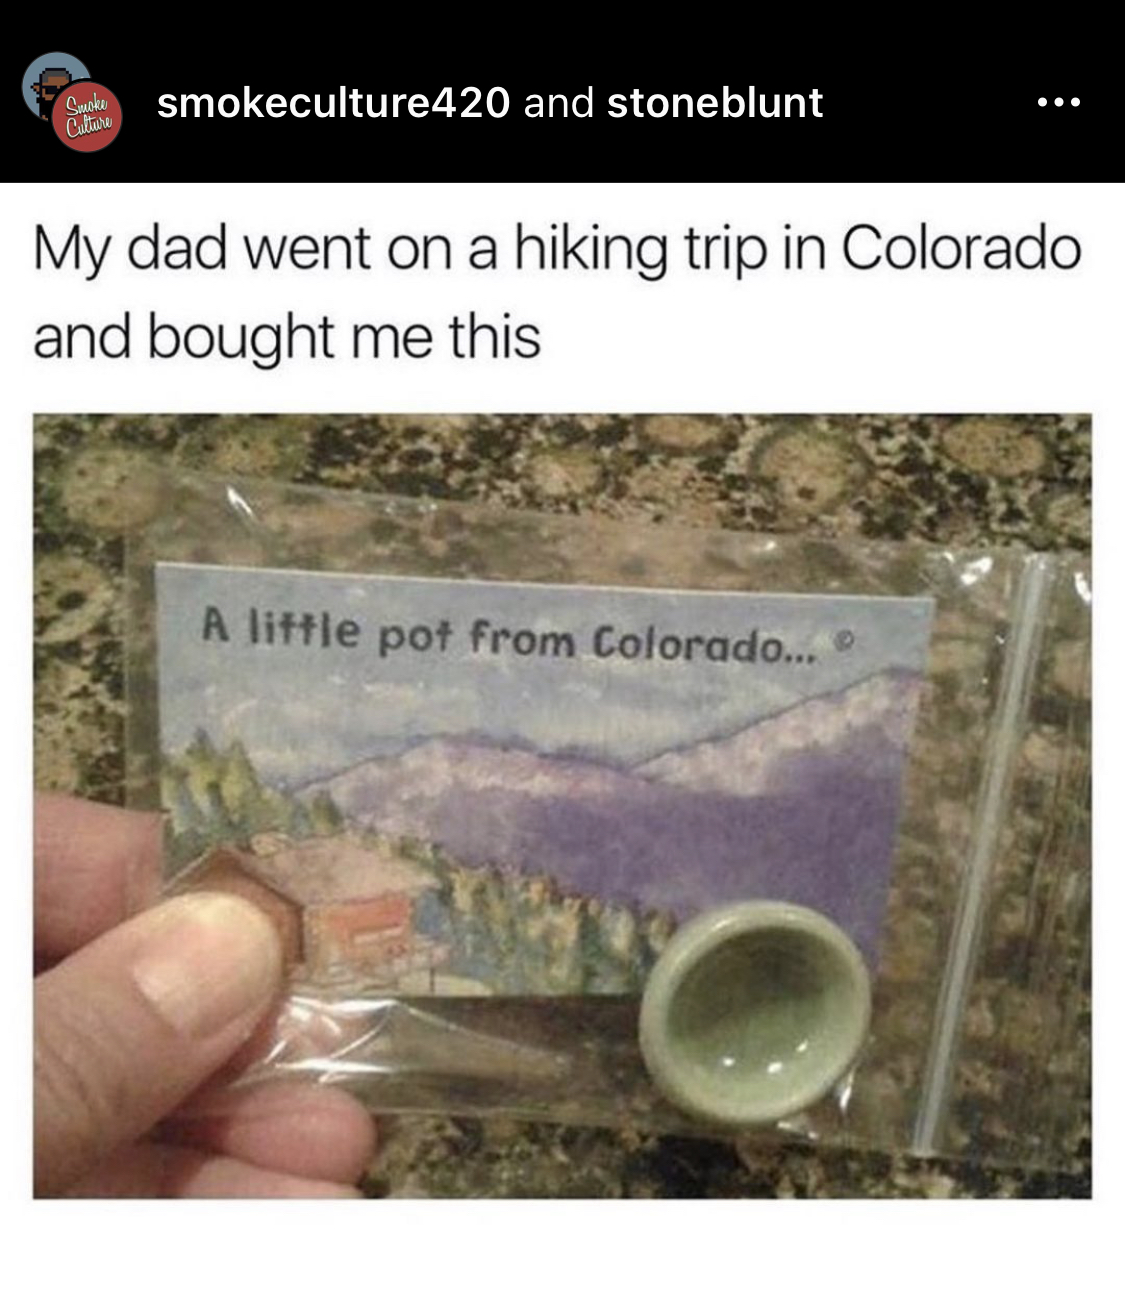 Smoke
Culture
smokeculture420 and stoneblunt
My dad went on a hiking trip in Colorado
and bought me this
A little pot from Colorado... ©